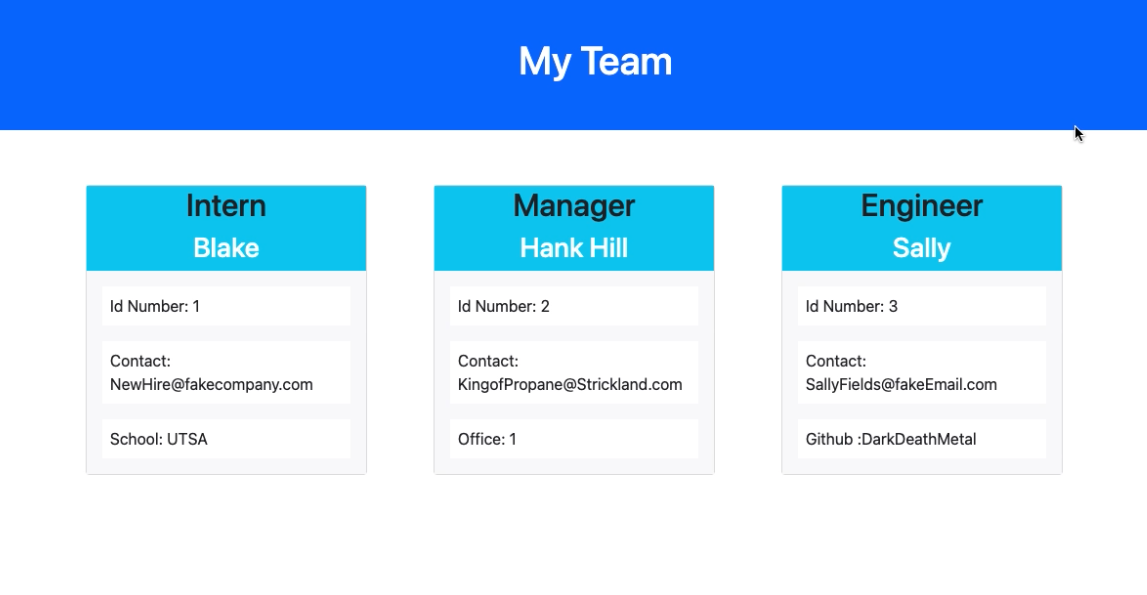 My Team
Intern
Blake
Id Number: 1
Contact:
NewHire@fakecompany.com
School: UTSA
Manager
Hank Hill
Id Number: 2
Contact:
KingofPropane@Strickland.com
Office: 1
Engineer
Sally
Id Number: 3
Contact:
SallyFields@fakeEmail.com
Github :DarkDeathMetal